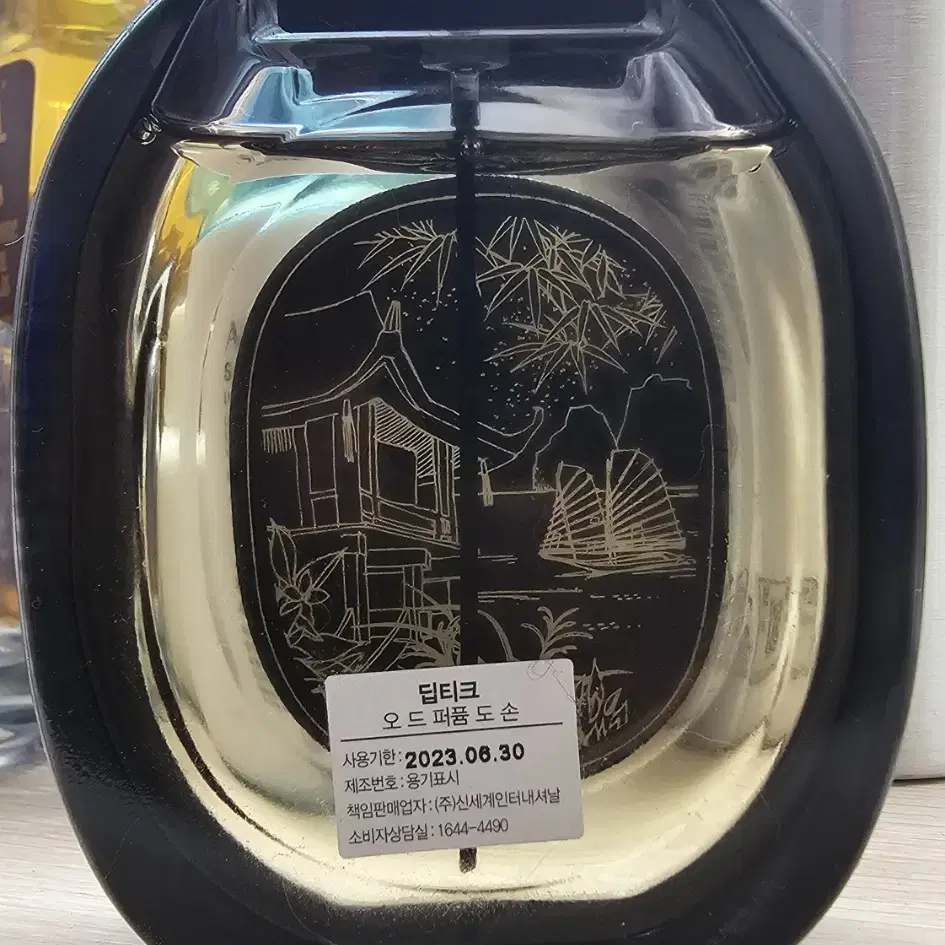 딥티크
오 드 퍼퓸 도 손
사용기한 : 2023.06.30
제조번호 : 용기표시
책임판매업자 : (주)신세계인터내셔날
소비자상담실 : 1644-4490